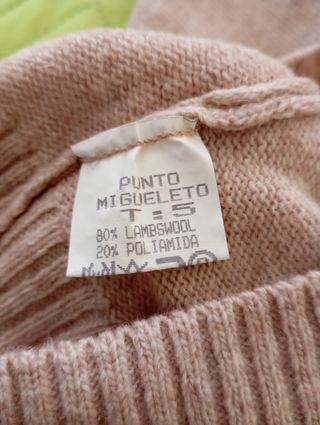 PUNTO
MIGUELETO
T:5
80% LAMBSWOOL
20% POLIAMIDA